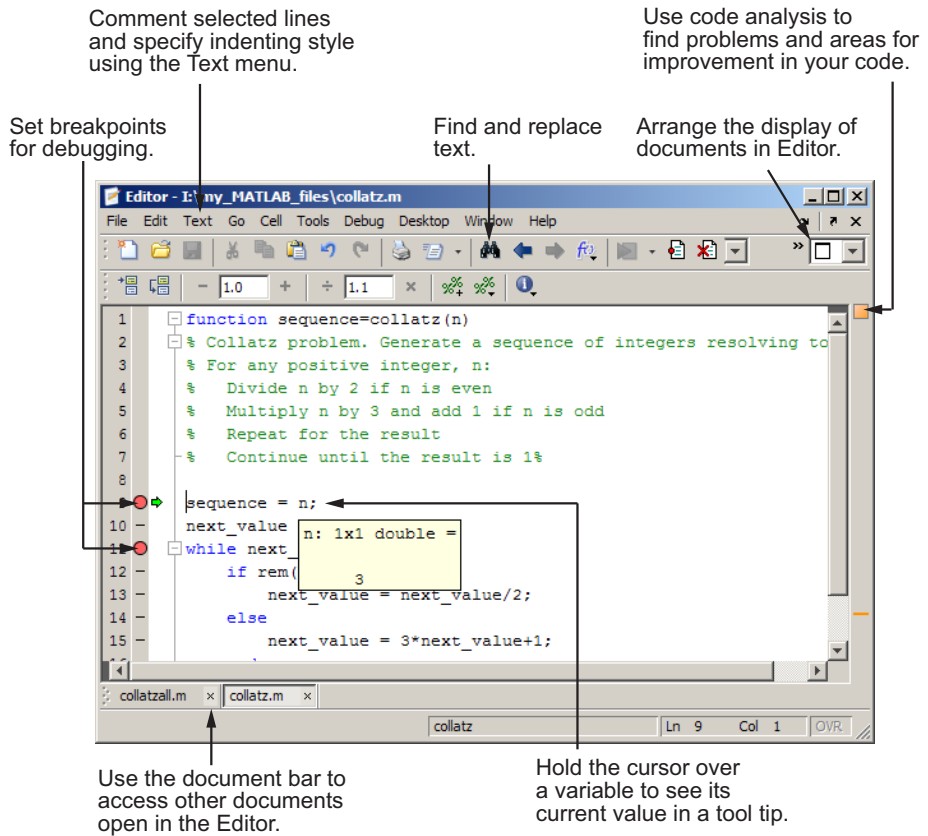 Comment selected lines
and specify indenting style
using the Text menu.
Use code analysis to
find problems and areas for
improvement in your code.
Set breakpoints
for debugging.
Find and replace
text.
Arrange the display of
documents in Editor.
Editor - I:\my_MATLAB_files\collatz.m
File Edit Text Go Cell Tools Debug Desktop Window Help
- 1.0 + ÷ 1.1 ×
1 function sequence=collatz(n)
2 % Collatz problem. Generate a sequence of integers resolving to
3 % For any positive integer, n:
4 %   Divide n by 2 if n is even
5 %   Multiply n by 3 and add 1 if n is odd
6 %   Repeat for the result
7 %   Continue until the result is 1%
8
9 sequence = n;
10 - next_value
n: 1x1 double =
11 while next_
12 - if rem(
3
13 - next_value = next_value/2;
14 - else
15 - next_value = 3*next_value+1;
collatzall.m × collatz.m ×
collatz Ln 9 Col 1 OVR
Use the document bar to
access other documents
open in the Editor.
Hold the cursor over
a variable to see its
current value in a tool tip.